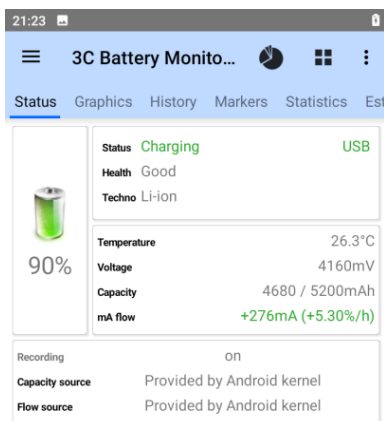 21:23
3C Battery Monito...
Status Graphics History Markers Statistics Est
Status Charging USB
Health Good
Techno Li-ion
90%
Temperature 26.3°C
Voltage 4160mV
Capacity 4680 / 5200mAh
mA flow +276mA (+5.30%/h)
Recording on
Capacity source Provided by Android kernel
Flow source Provided by Android kernel